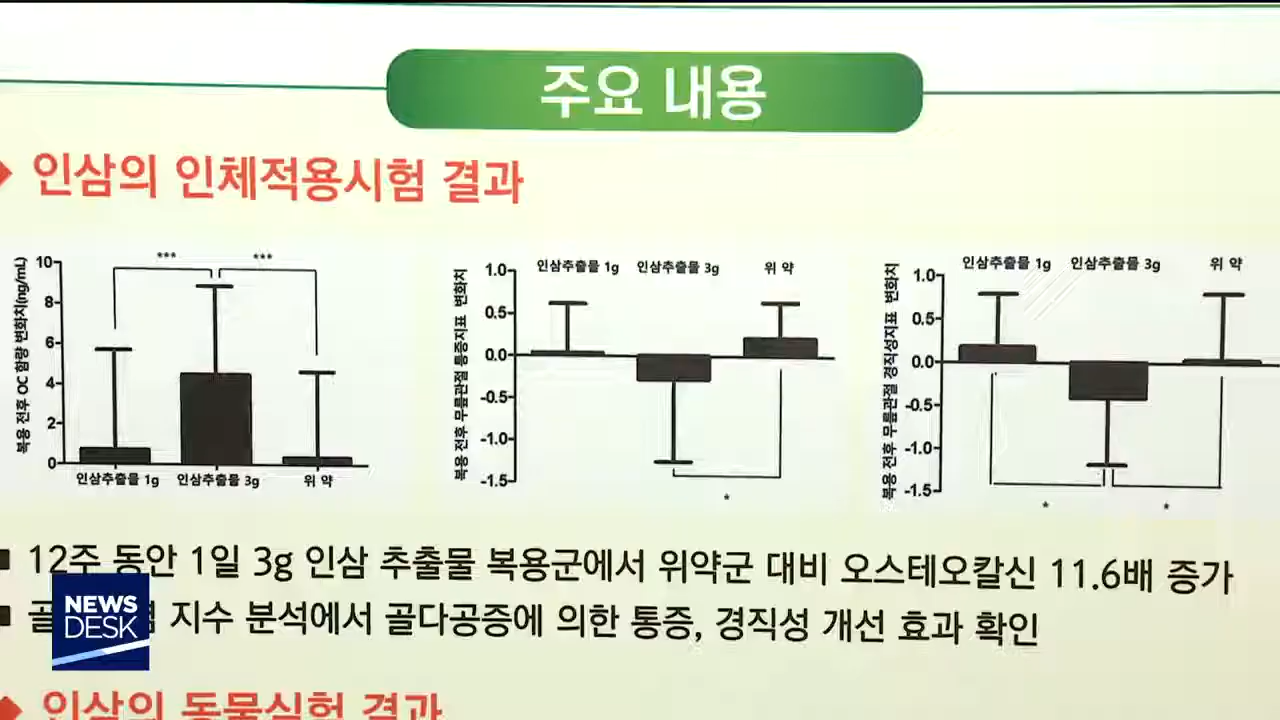 주요 내용
◆ 인삼의 인체적용시험 결과
복용 전후 OC 함량 변화치(ng/mL)
10
8
6
4
2
0
***
***
인삼추출물 1g
인삼추출물 3g
위 약
복용 전후 무릎관절 통증지표 변화치
1.0
0.5
0.0
-0.5
-1.0
-1.5
인삼추출물 1g
인삼추출물 3g
위 약
*
복용 전후 무릎관절 경직성지표 변화치
1.0
0.5
0.0
-0.5
-1.0
-1.5
인삼추출물 1g
인삼추출물 3g
위 약
*
*
■ 12주 동안 1일 3g 인삼 추출물 복용군에서 위약군 대비 오스테오칼신 11.6배 증가
■ 지수 분석에서 골다공증에 의한 통증, 경직성 개선 효과 확인
NEWS
DESK
◆ 인삼의 동물실험 결과